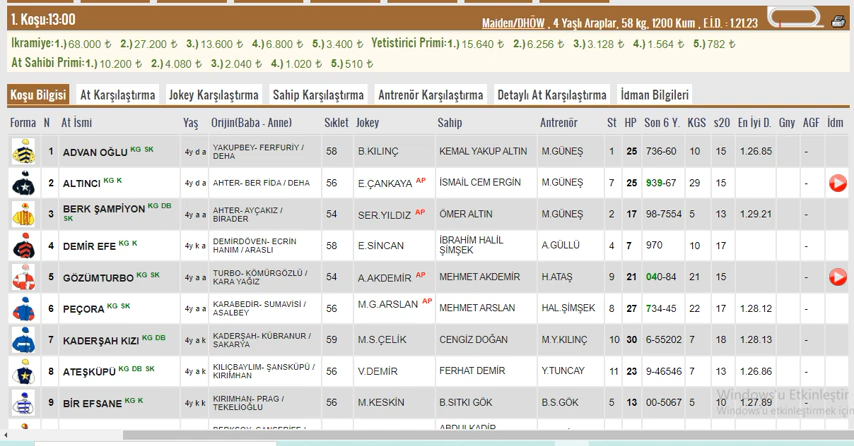 1. Koşu:13:00
Maiden/DHÖW , 4 Yaşlı Araplar, 58 kg, 1200 Kum , E.İ.D. : 1.21.23
Ikramiye:1.) 68.000 ₺ 2.) 27.200 ₺ 3.) 13.600 ₺ 4.) 6.800 ₺ 5.) 3.400 ₺ Yetistirici Primi:1.) 15.640 ₺ 2.) 6.256 ₺ 3.) 3.128 ₺ 4.) 1.564 ₺ 5.) 782 ₺
At Sahibi Primi:1.) 10.200 ₺ 2.) 4.080 ₺ 3.) 2.040 ₺ 4.) 1.020 ₺ 5.) 510 ₺
Koşu Bilgisi At Karşılaştırma Jokey Karşılaştırma Sahip Karşılaştırma Antrenör Karşılaştırma Detaylı At Karşılaştırma İdman Bilgileri
Forma N At İsmi Yaş Orijin(Baba - Anne) Sıklet Jokey Sahip Antrenör St HP Son 6 Y. KGS s20 En İyi D. Gny AGF İdm
1 ADVAN OĞLU KG SK 4y d a YAKUPBEY- FERFURİY / DEHA 58 B.KILINÇ KEMAL YAKUP ALTIN M.GÜNEŞ 1 25 736-60 10 15 1.26.85 -
2 ALTINCI KG K 4y d a AHTER- BER FİDA / DEHA 56 E.ÇANKAYA AP İSMAİL CEM ERGİN M.GÜNEŞ 7 25 939-67 29 15 -
3 BERK ŞAMPİYON KG DB SK 4y a a AHTER- AYÇAKIZ / BİRADER 54 SER.YILDIZ AP ÖMER ALTIN M.GÜNEŞ 2 17 98-7554 5 13 1.29.21 -
4 DEMİR EFE KG K 4y k a DEMİRDÖVEN- ECRİN HANIM / ARASLI 58 E.SİNCAN İBRAHİM HALİL ŞİMŞEK A.GÜLLÜ 4 7 970 10 17 -
5 GÖZÜMTURBO KG SK 4y a a TURBO- KÖMÜRGÖZLÜ / KARA YAĞIZ 54 A.AKDEMİR AP MEHMET AKDEMİR H.ATAŞ 9 21 040-84 21 15 -
6 PEÇORA KG SK 4y a a KARABEDİR- SUMAVİSİ / ASALBEY 56 M.G.ARSLAN AP MEHMET ARSLAN HAL.ŞİMŞEK 8 27 734-45 22 17 1.28.12 -
7 KADERŞAH KIZI KG DB 4y a k KADERŞAH- KÜBRANUR / SAKARYA 59 M.S.ÇELİK CENGİZ DOĞAN M.Y.KILINÇ 10 30 6-55202 7 18 1.28.13 -
8 ATEŞKÜPÜ KG DB SK 4y a k KILIÇBAYLIM- ŞANSKÜPÜ / KIRIMHAN 56 V.DEMİR FERHAT DEMİR Y.TUNCAY 11 23 9-46546 7 13 1.26.86 -
9 BİR EFSANE KG K 4y k k KIRIMHAN- PRAG / TEKELİOĞLU 56 M.KESKİN B.SITKI GÖK B.S.GÖK 5 13 00-5067 5 10 1.27.89 -
Windows'u Etkinleştir
Windows'u etkinleştirmek için